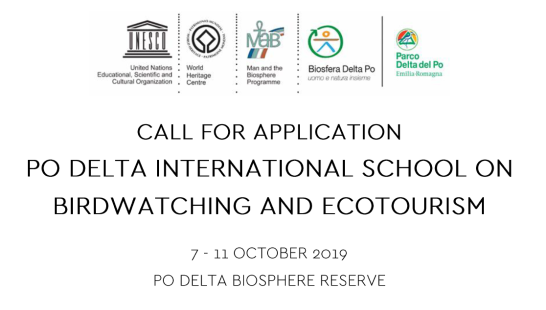 UNESCO
United Nations
Educational, Scientific and
Cultural Organization
World
Heritage
Centre
MAB
Man and the
Biosphere
Programme
Biosfera Delta Po
uomo e natura insieme
Parco
Delta del Po
Emilia-Romagna
CALL FOR APPLICATION
PO DELTA INTERNATIONAL SCHOOL ON
BIRDWATCHING AND ECOTOURISM
7 - 11 OCTOBER 2019
PO DELTA BIOSPHERE RESERVE